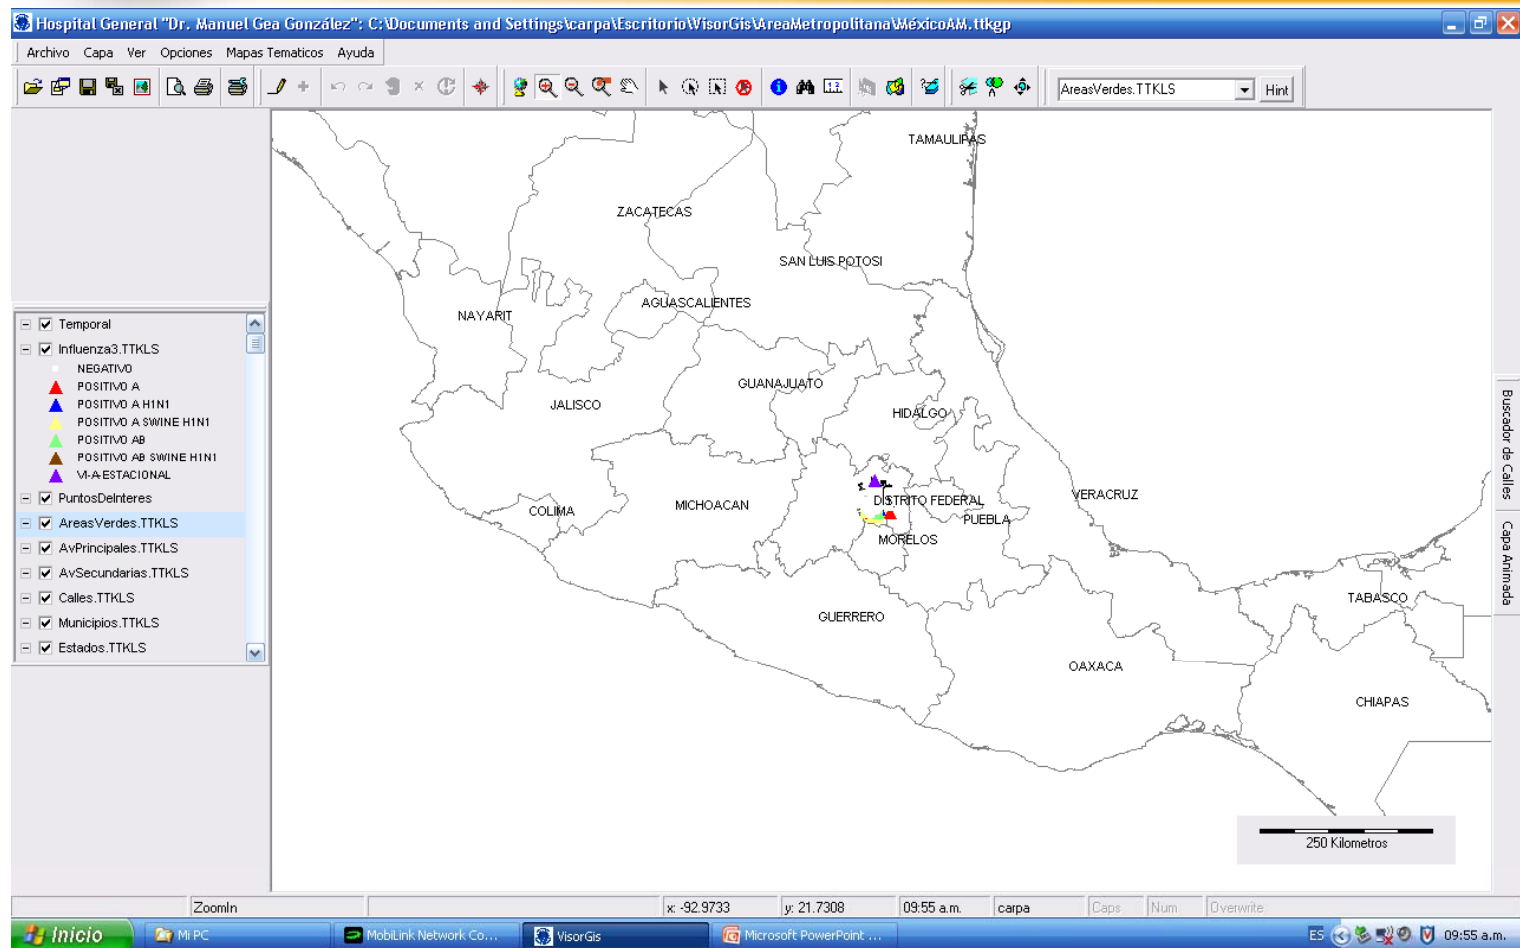 Hospital General "Dr. Manuel Gea González": C:\Documents and Settings\carpa\Escritorio\VisorGis\AreaMetropolitana\MéxicoAM.ttkgp
Archivo Capa Ver Opciones Mapas Tematicos Ayuda
AreasVerdes.TTKLS Hint
TAMAULIPAS
ZACATECAS
SAN LUIS POTOSI
AGUASCALIENTES
NAYARIT
GUANAJUATO
JALISCO
HIDALGO
MICHOACAN
DISTRITO FEDERAL
VERACRUZ
COLIMA
PUEBLA
MORELOS
TABASCO
GUERRERO
OAXACA
CHIAPAS
250 Kilometros
Temporal
Influenza3.TTKLS
NEGATIVO
POSITIVO A
POSITIVO A H1N1
POSITIVO A SWINE H1N1
POSITIVO AB
POSITIVO AB SWINE H1N1
VI-A-ESTACIONAL
PuntosDeInteres
AreasVerdes.TTKLS
AvPrincipales.TTKLS
AvSecundarias.TTKLS
Calles.TTKLS
Municipios.TTKLS
Estados.TTKLS
Buscador de Calles
Capa Animada
ZoomIn x: -92.9733 y: 21.7308 09:55 a.m. carpa Caps Num Overwrite
Inicio Mi PC MobiLink Network Co... VisorGis Microsoft PowerPoint ... ES 09:55 a.m.